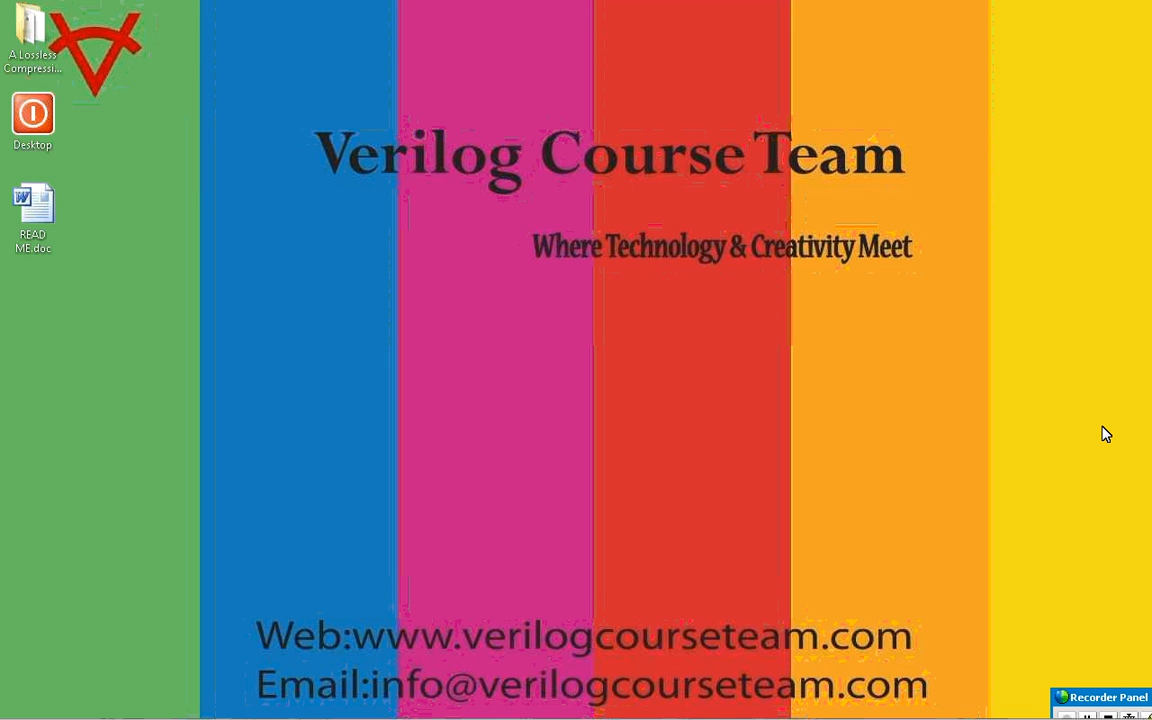 A Lossless
Compressi...
Desktop
READ
ME.doc
Verilog Course Team
Where Technology & Creativity Meet
Web:www.verilogcourseteam.com
Email:info@verilogcourseteam.com
Recorder Panel